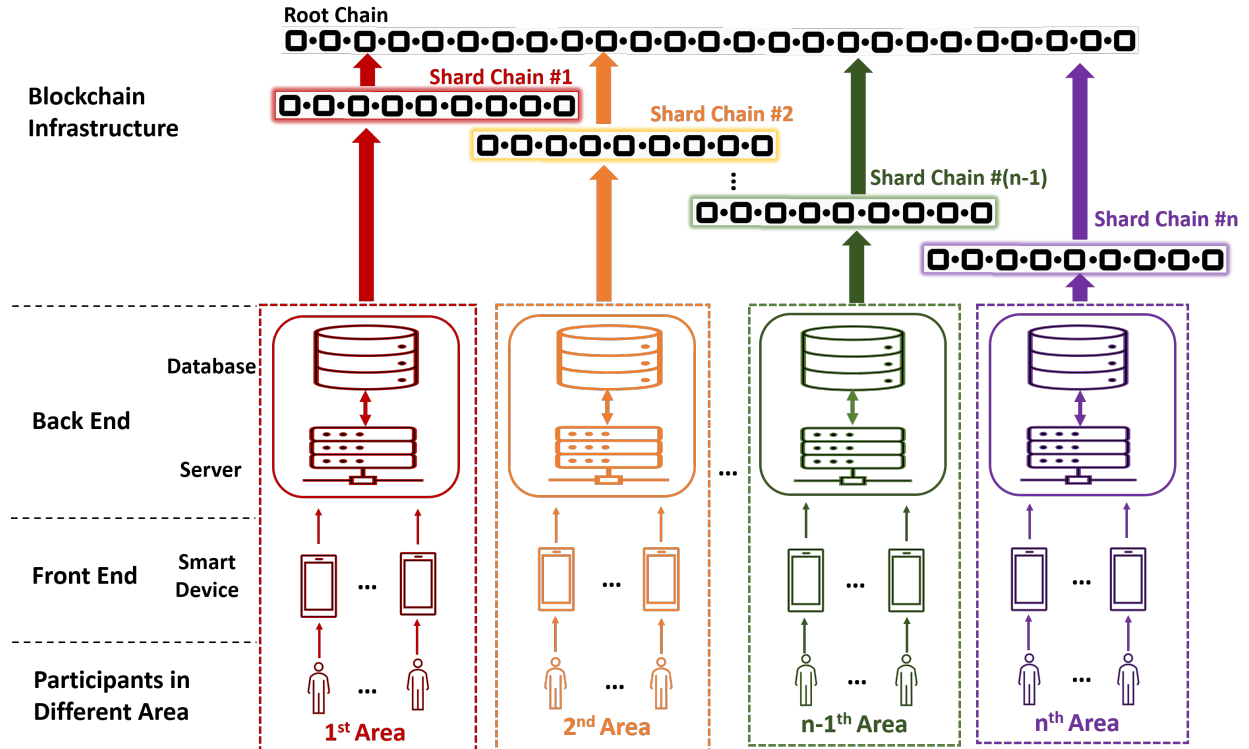 Root Chain
Shard Chain #1
Blockchain
Infrastructure
Shard Chain #2
...
Shard Chain #(n-1)
Shard Chain #n
Database
Back End
Server
...
Smart
Device
Front End
... ... ... ...
Participants in
Different Area
... ... ... ...
1st Area
2nd Area
n-1th Area
nth Area